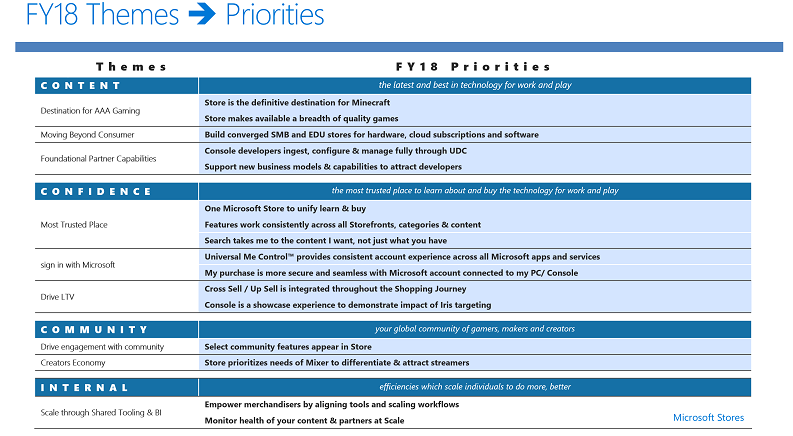 FY18 Themes ➔ Priorities
Themes FY18 Priorities
CONTENT the latest and best in technology for work and play
Destination for AAA Gaming
Store is the definitive destination for Minecraft
Store makes available a breadth of quality games
Moving Beyond Consumer Build converged SMB and EDU stores for hardware, cloud subscriptions and software
Foundational Partner Capabilities
Console developers ingest, configure & manage fully through UDC
Support new business models & capabilities to attract developers
CONFIDENCE the most trusted place to learn about and buy the technology for work and play
Most Trusted Place
One Microsoft Store to unify learn & buy
Features work consistently across all Storefronts, categories & content
Search takes me to the content I want, not just what you have
sign in with Microsoft
Universal Me Control™ provides consistent account experience across all Microsoft apps and services
My purchase is more secure and seamless with Microsoft account connected to my PC/ Console
Drive LTV
Cross Sell / Up Sell is integrated throughout the Shopping Journey
Console is a showcase experience to demonstrate impact of Iris targeting
COMMUNITY your global community of gamers, makers and creators
Drive engagement with community Select community features appear in Store
Creators Economy Store prioritizes needs of Mixer to differentiate & attract streamers
INTERNAL efficiencies which scale individuals to do more, better
Scale through Shared Tooling & BI
Empower merchandisers by aligning tools and scaling workflows
Monitor health of your content & partners at Scale
Microsoft Stores